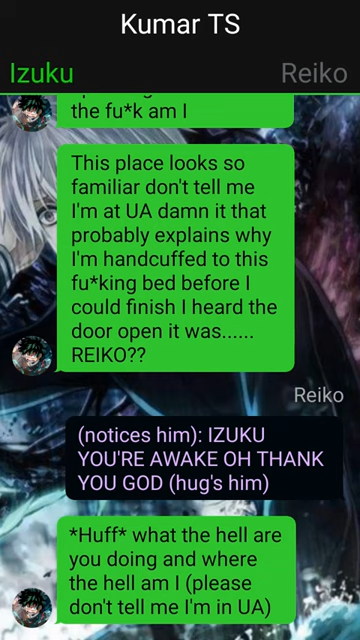 Kumar TS
Izuku
Reiko
the fu*k am I
This place looks so
familiar don't tell me
I'm at UA damn it that
probably explains why
I'm handcuffed to this
fu*king bed before I
could finish I heard the
door open it was......
REIKO??
Reiko
(notices him): IZUKU
YOU'RE AWAKE OH THANK
YOU GOD (hug's him)
*Huff* what the hell are
you doing and where
the hell am I (please
don't tell me I'm in UA)